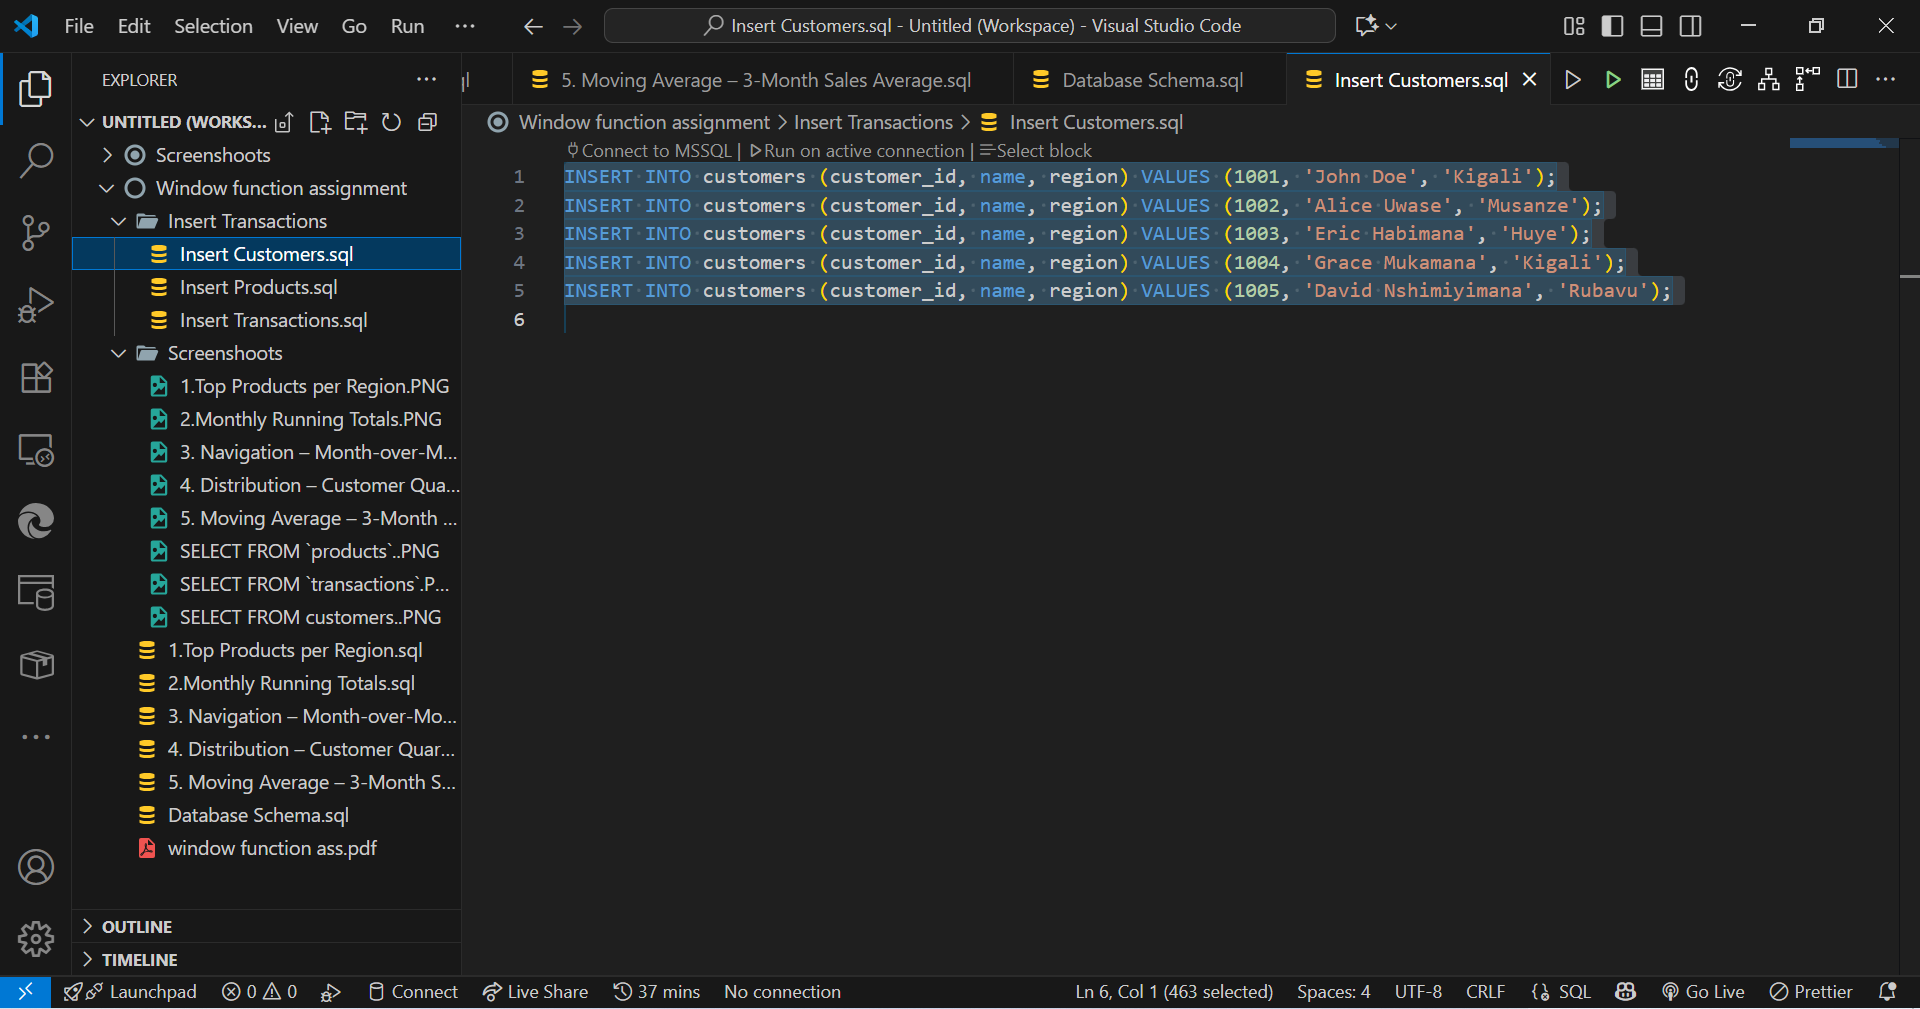 File Edit Selection View Go Run ···
Insert Customers.sql - Untitled (Workspace) - Visual Studio Code
EXPLORER
UNTITLED (WORKS...
Screenshoots
Window function assignment
Insert Transactions
Insert Customers.sql
Insert Products.sql
Insert Transactions.sql
Screenshoots
1.Top Products per Region.PNG
2.Monthly Running Totals.PNG
3. Navigation – Month-over-M...
4. Distribution – Customer Qua...
5. Moving Average – 3-Month ...
SELECT FROM `products`..PNG
SELECT FROM `transactions`.P...
SELECT FROM customers..PNG
1.Top Products per Region.sql
2.Monthly Running Totals.sql
3. Navigation – Month-over-Mo...
4. Distribution – Customer Quar...
5. Moving Average – 3-Month S...
Database Schema.sql
window function ass.pdf
OUTLINE
TIMELINE
ql
5. Moving Average – 3-Month Sales Average.sql
Database Schema.sql
Insert Customers.sql
Window function assignment > Insert Transactions > Insert Customers.sql
Connect to MSSQL | Run on active connection | Select block
1 INSERT INTO customers (customer_id, name, region) VALUES (1001, 'John Doe', 'Kigali');
2 INSERT INTO customers (customer_id, name, region) VALUES (1002, 'Alice Uwase', 'Musanze');
3 INSERT INTO customers (customer_id, name, region) VALUES (1003, 'Eric Habimana', 'Huye');
4 INSERT INTO customers (customer_id, name, region) VALUES (1004, 'Grace Mukamana', 'Kigali');
5 INSERT INTO customers (customer_id, name, region) VALUES (1005, 'David Nshimiyimana', 'Rubavu');
6
Launchpad 0 0 Connect Live Share 37 mins No connection Ln 6, Col 1 (463 selected) Spaces: 4 UTF-8 CRLF SQL Go Live Prettier